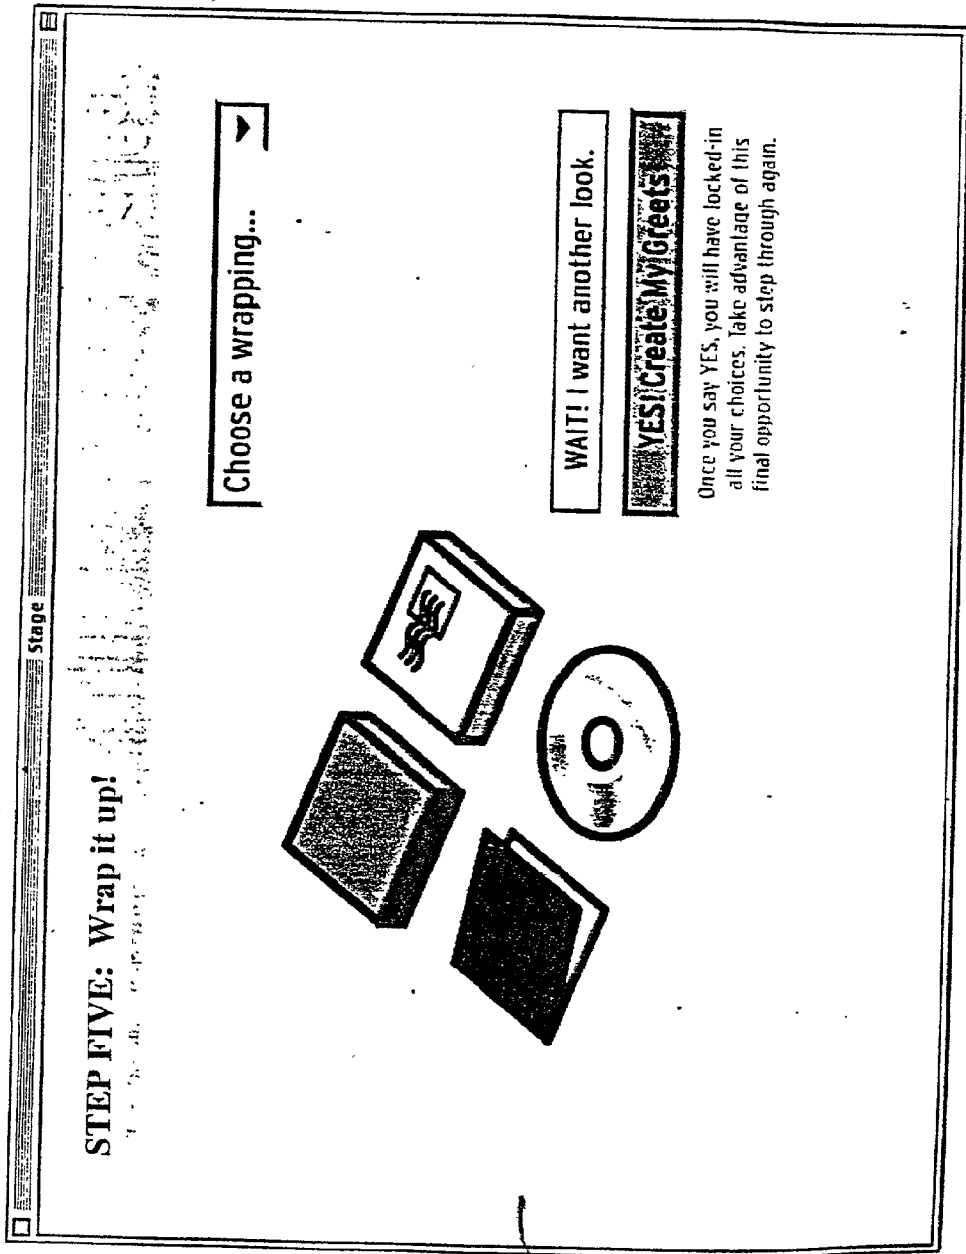 Stage
STEP FIVE: Wrap it up!
Choose a wrapping...
WAIT! I want another look.
YES! Create My Greets
Once you say YES, you will have locked-in
all your choices. Take advantage of this
final opportunity to step through again.